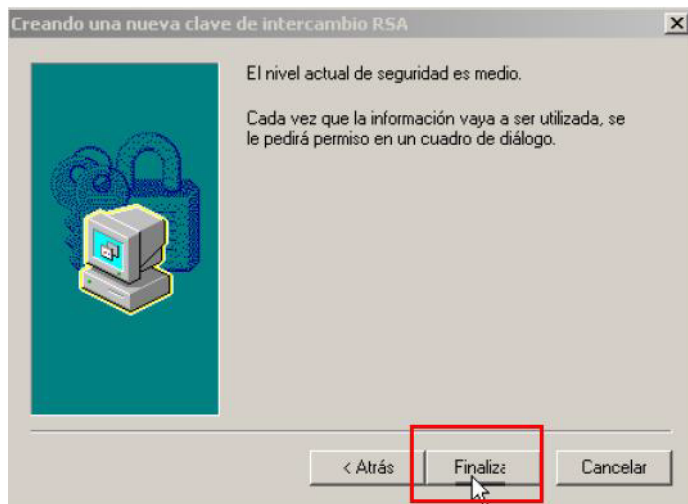 Creando una nueva clave de intercambio RSA
El nivel actual de seguridad es medio.
Cada vez que la información vaya a ser utilizada, se
le pedirá permiso en un cuadro de diálogo.
< Atrás Finaliza Cancelar